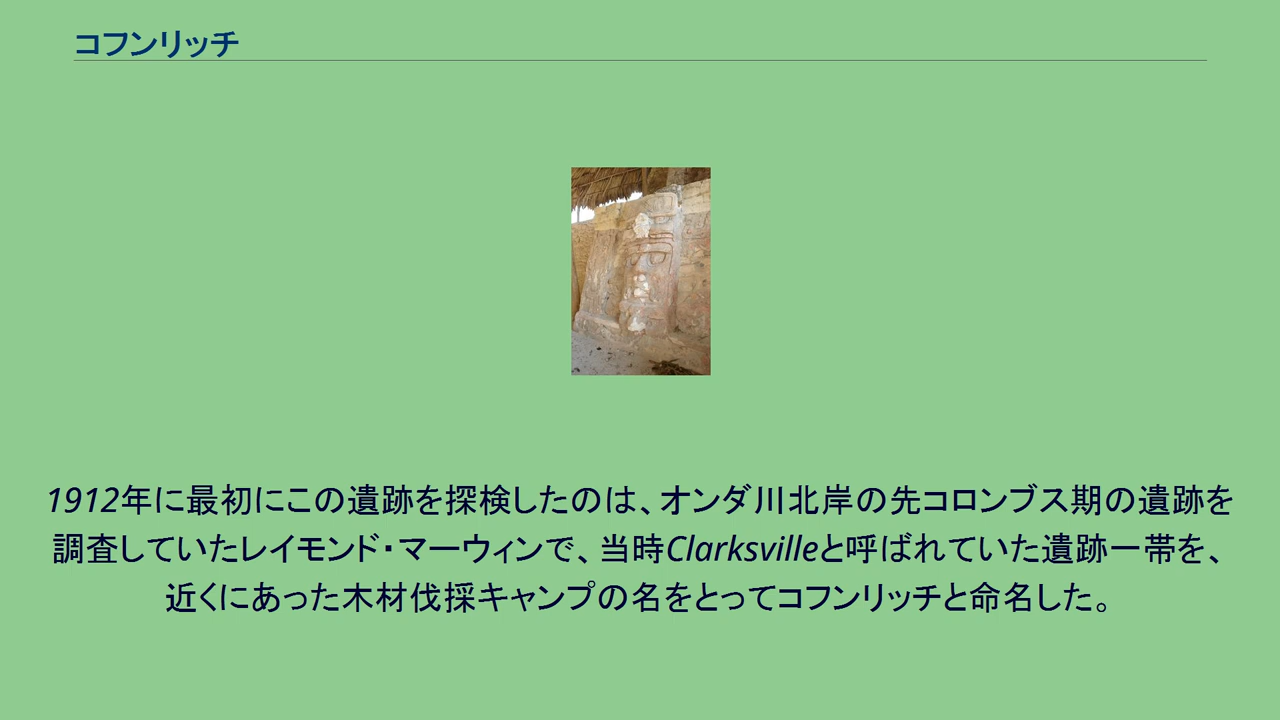 コフンリッチ
1912年に最初にこの遺跡を探検したのは、オンダ川北岸の先コロンブス期の遺跡を
調査していたレイモンド・マーウィンで、当時Clarksvilleと呼ばれていた遺跡一帯を、
近くにあった木材伐採キャンプの名をとってコフンリッチと命名した。